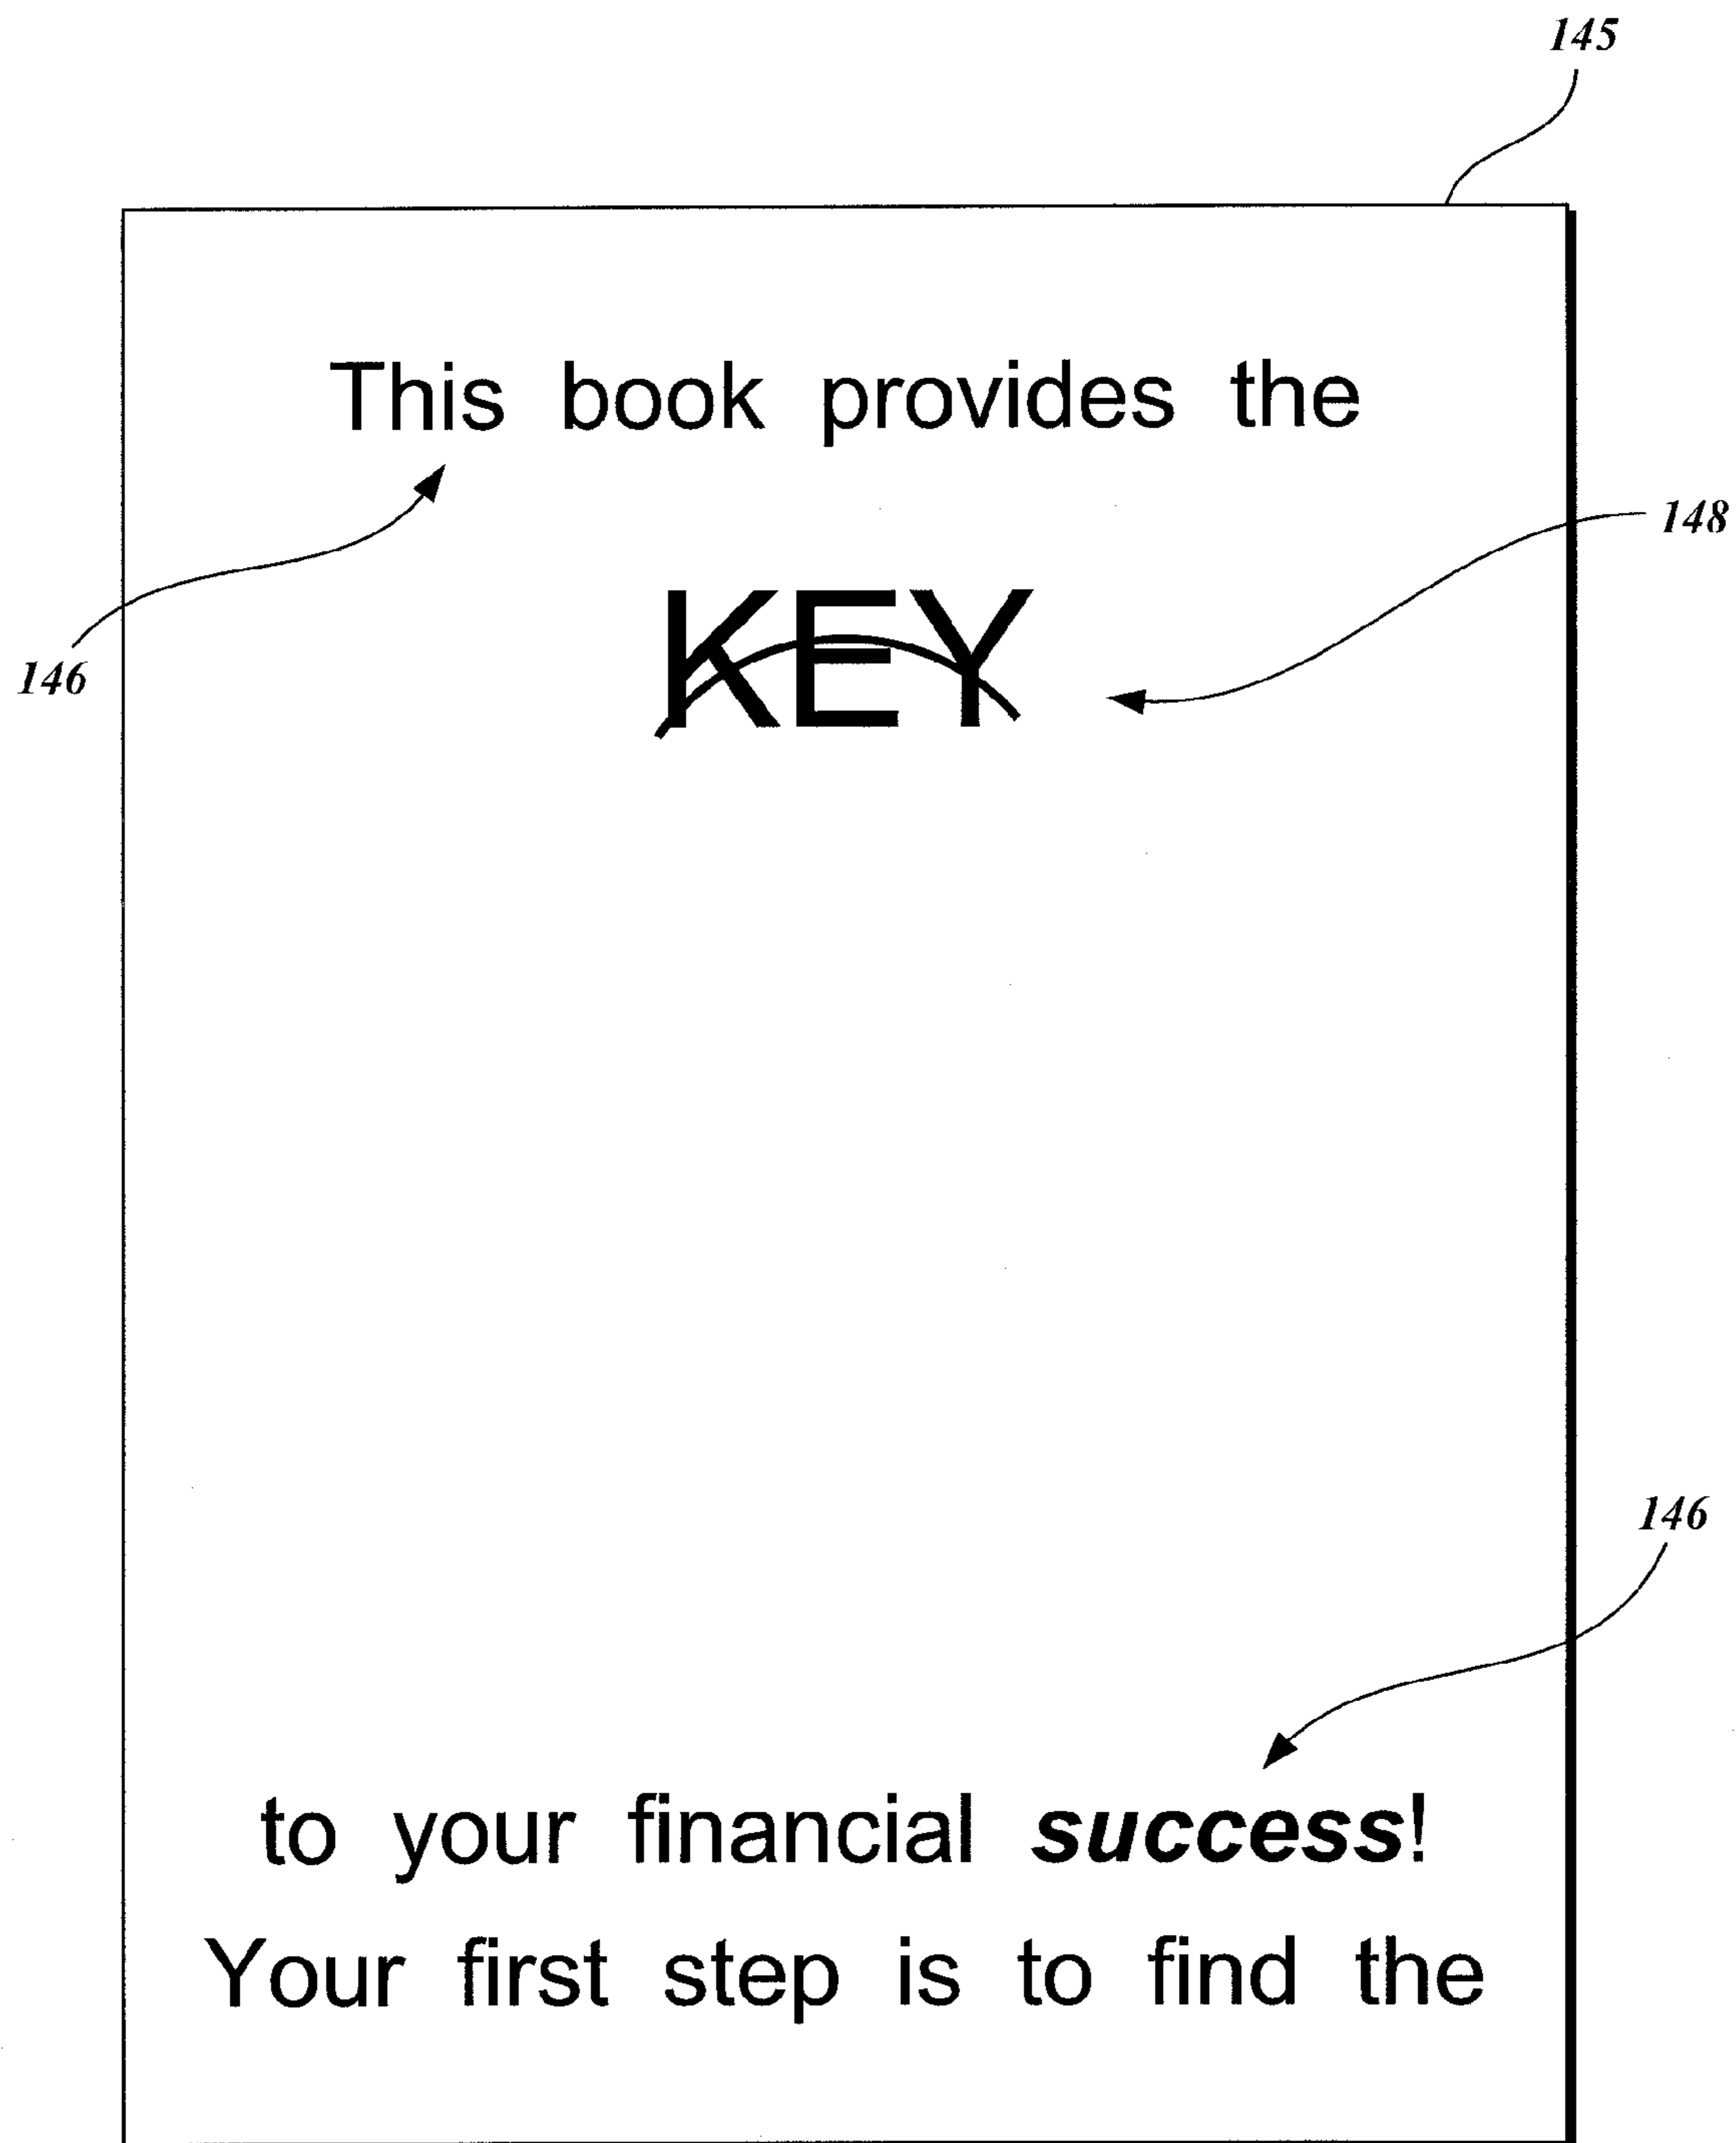 145
This book provides the
148
KEY
146
146
to your financial success!
Your first step is to find the